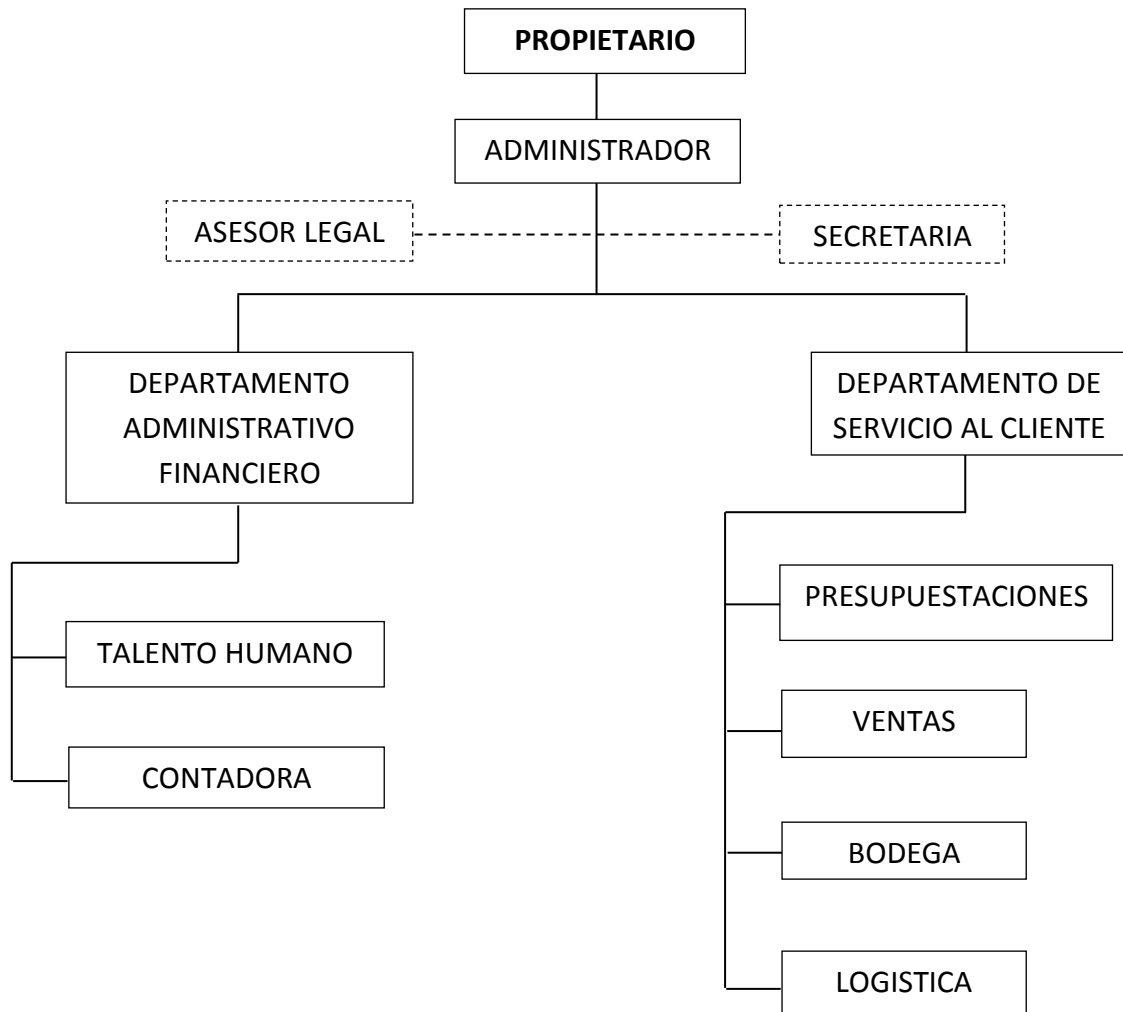 PROPIETARIO
ADMINISTRADOR
ASESOR LEGAL
SECRETARIA
DEPARTAMENTO
ADMINISTRATIVO
FINANCIERO
DEPARTAMENTO DE
SERVICIO AL CLIENTE
TALENTO HUMANO
CONTADORA
PRESUPUESTACIONES
VENTAS
BODEGA
LOGISTICA